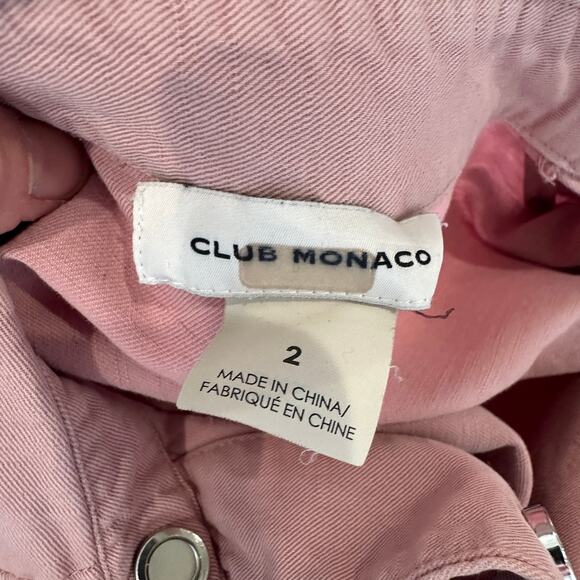 CLUB MONACO
2
MADE IN CHINA/
FABRIQUÉ EN CHINE